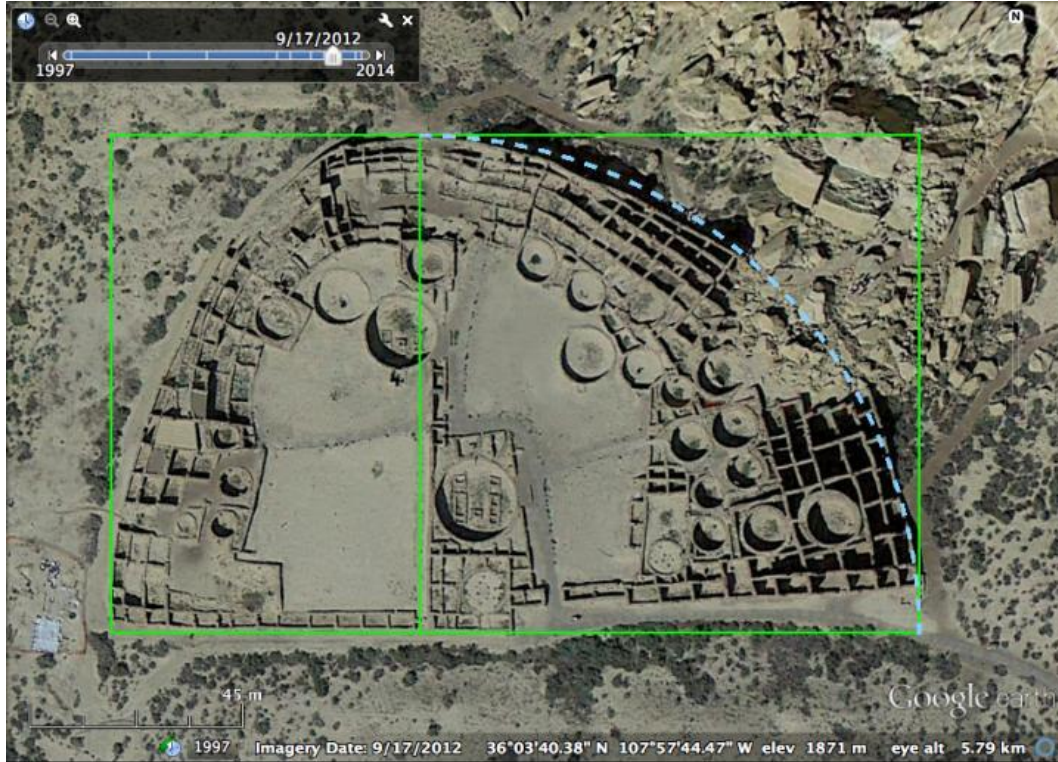 9/17/2012
1997 2014
N
45 m
Google earth
1997 Imagery Date: 9/17/2012 36°03'40.38" N 107°57'44.47" W elev 1871 m eye alt 5.79 km